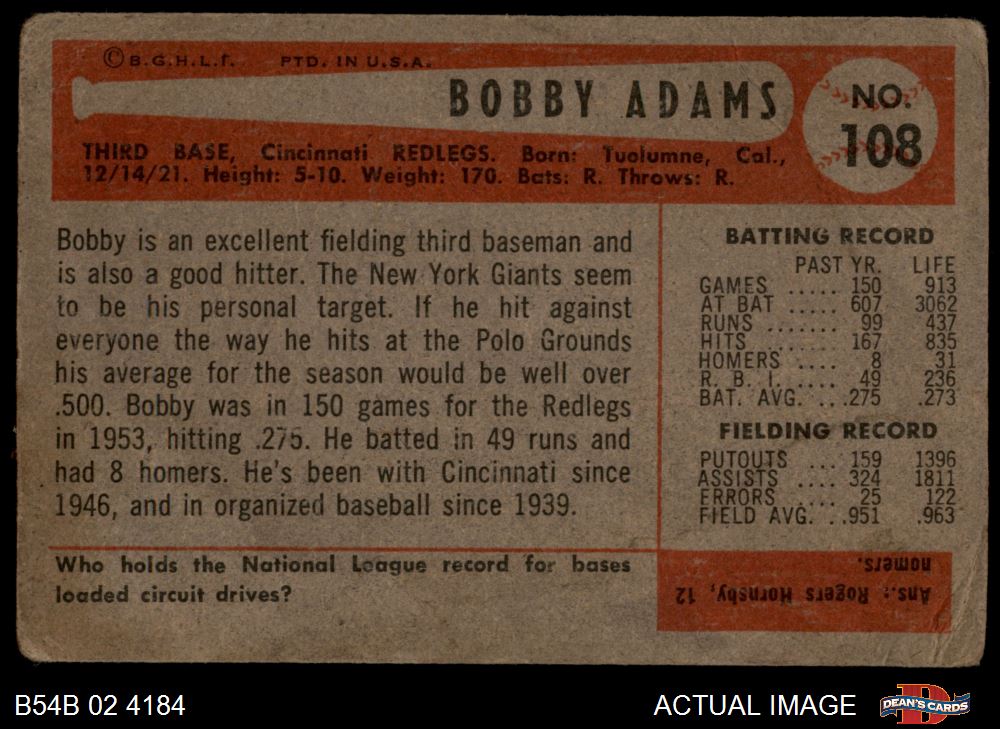 © B.G.H.L.I. PTD. IN U.S.A.
BOBBY ADAMS
NO.
108
THIRD BASE, Cincinnati REDLEGS. Born: Tuolumne, Cal.,
12/14/21. Height: 5-10. Weight: 170. Bats: R. Throws: R.
Bobby is an excellent fielding third baseman and
is also a good hitter. The New York Giants seem
to be his personal target. If he hit against
everyone the way he hits at the Polo Grounds
his average for the season would be well over
.500. Bobby was in 150 games for the Redlegs
in 1953, hitting .275. He batted in 49 runs and
had 8 homers. He's been with Cincinnati since
1946, and in organized baseball since 1939.
BATTING RECORD
PAST YR. LIFE
GAMES ..... 150 913
AT BAT ..... 607 3062
RUNS ....... 99 437
HITS ....... 167 835
HOMERS .... 8 31
R. B. I. ..... 49 236
BAT. AVG. ... .275 .273
FIELDING RECORD
PUTOUTS ... 159 1396
ASSISTS .... 324 1811
ERRORS .... 25 122
FIELD AVG. . .951 .963
Who holds the National League record for bases
loaded circuit drives?
Ans.: Rogers Hornsby, 12
homers.
B54B 02 4184
ACTUAL IMAGE
DEAN'S CARDS